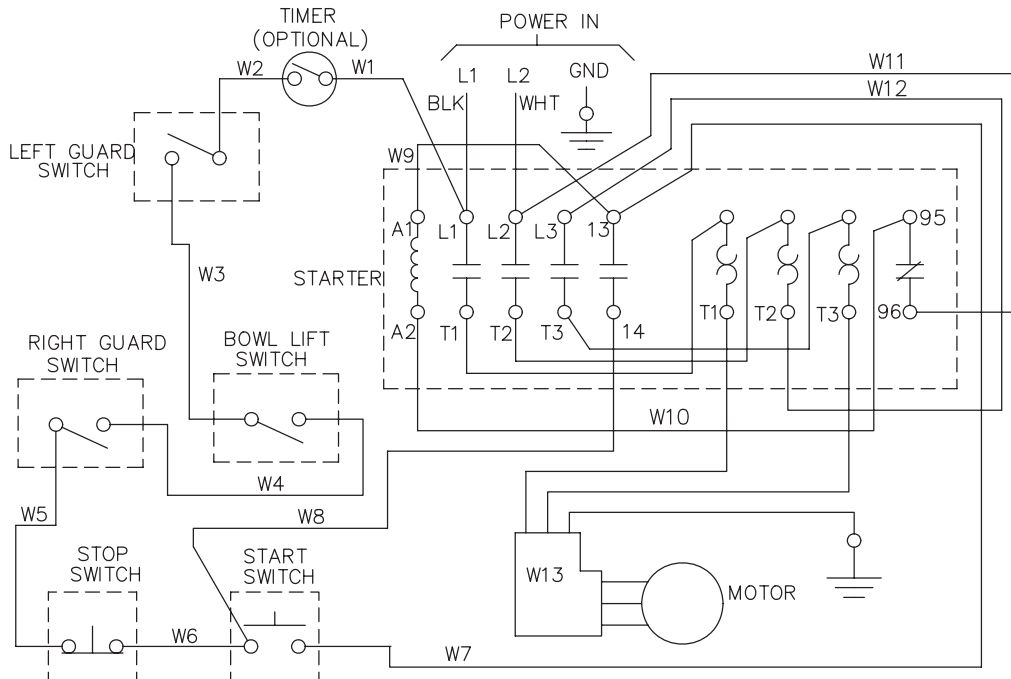 TIMER
(OPTIONAL)
POWER IN
W2
W1
L1
L2
GND
W11
BLK
WHT
W12
LEFT GUARD
SWITCH
W9
A1
L1
L2
L3
13
95
W3
STARTER
A2
T1
T2
T3
14
T1
T2
T3
96
RIGHT GUARD
SWITCH
BOWL LIFT
SWITCH
W10
W4
W5
W8
STOP
SWITCH
START
SWITCH
W13
MOTOR
W6
W7